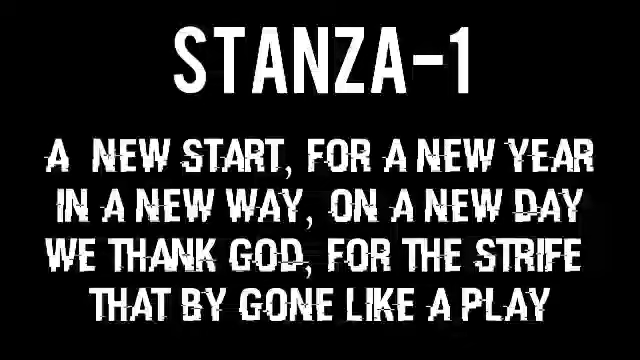 STANZA-1
A NEW START, FOR A NEW YEAR
IN A NEW WAY, ON A NEW DAY
WE THANK GOD, FOR THE STRIFE
THAT BY GONE LIKE A PLAY